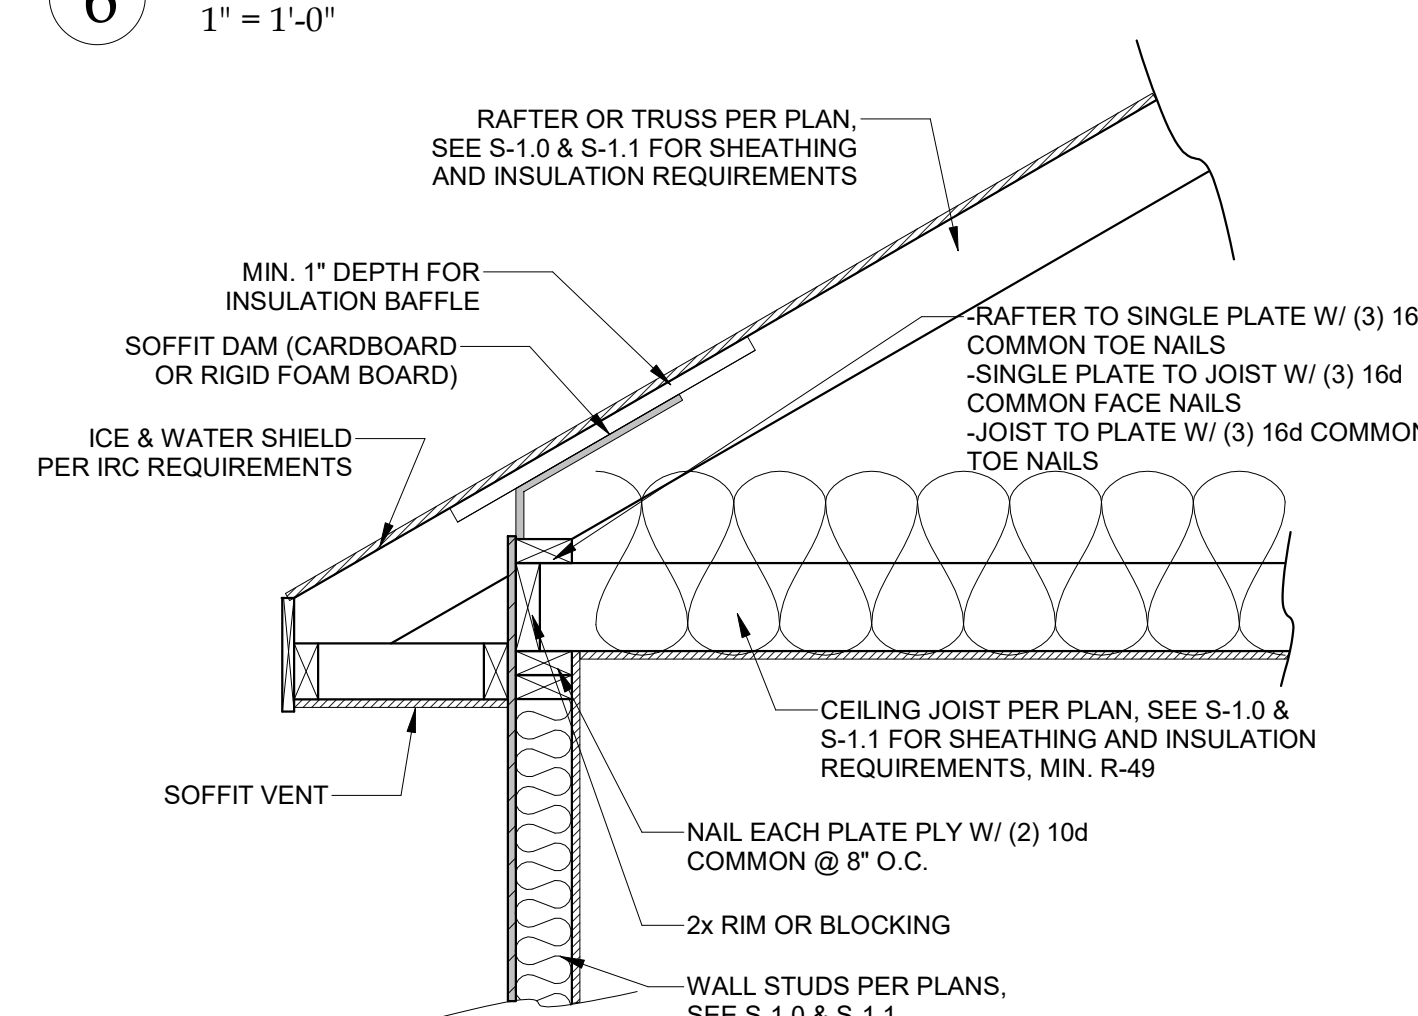 6
1" = 1'-0"
RAFTER OR TRUSS PER PLAN,
SEE S-1.0 & S-1.1 FOR SHEATHING
AND INSULATION REQUIREMENTS
MIN. 1" DEPTH FOR
INSULATION BAFFLE
SOFFIT DAM (CARDBOARD
OR RIGID FOAM BOARD)
ICE & WATER SHIELD
PER IRC REQUIREMENTS
-RAFTER TO SINGLE PLATE W/ (3) 16
COMMON TOE NAILS
-SINGLE PLATE TO JOIST W/ (3) 16d
COMMON FACE NAILS
-JOIST TO PLATE W/ (3) 16d COMMON
TOE NAILS
CEILING JOIST PER PLAN, SEE S-1.0 &
S-1.1 FOR SHEATHING AND INSULATION
REQUIREMENTS, MIN. R-49
SOFFIT VENT
NAIL EACH PLATE PLY W/ (2) 10d
COMMON @ 8" O.C.
2x RIM OR BLOCKING
WALL STUDS PER PLANS,
SEE S-1.0 & S-1.1